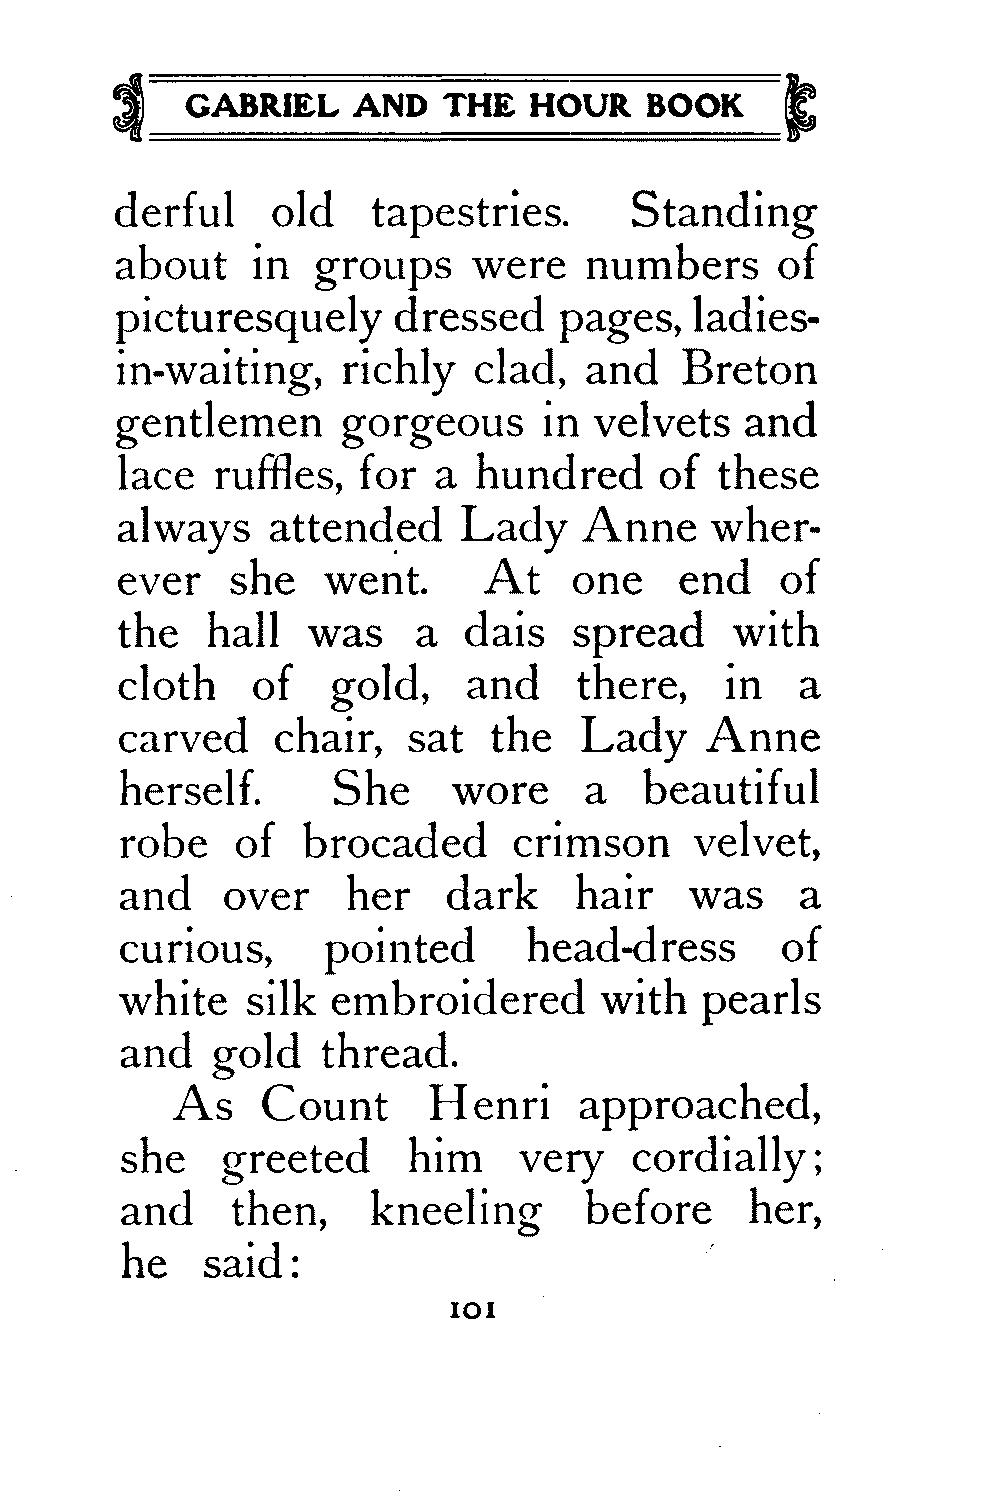 GABRIEL AND THE HOUR BOOK
derful old tapestries. Standing
about in groups were numbers of
picturesquely dressed pages, ladies-
in-waiting, richly clad, and Breton
gentlemen gorgeous in velvets and
lace ruffles, for a hundred of these
always attended Lady Anne wher-
ever she went. At one end of
the hall was a dais spread with
cloth of gold, and there, in a
carved chair, sat the Lady Anne
herself. She wore a beautiful
robe of brocaded crimson velvet,
and over her dark hair was a
curious, pointed head-dress of
white silk embroidered with pearls
and gold thread.
As Count Henri approached,
she greeted him very cordially;
and then, kneeling before her,
he said:
101